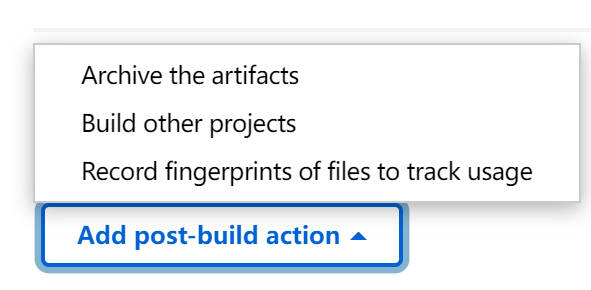 Archive the artifacts
Build other projects
Record fingerprints of files to track usage
Add post-build action